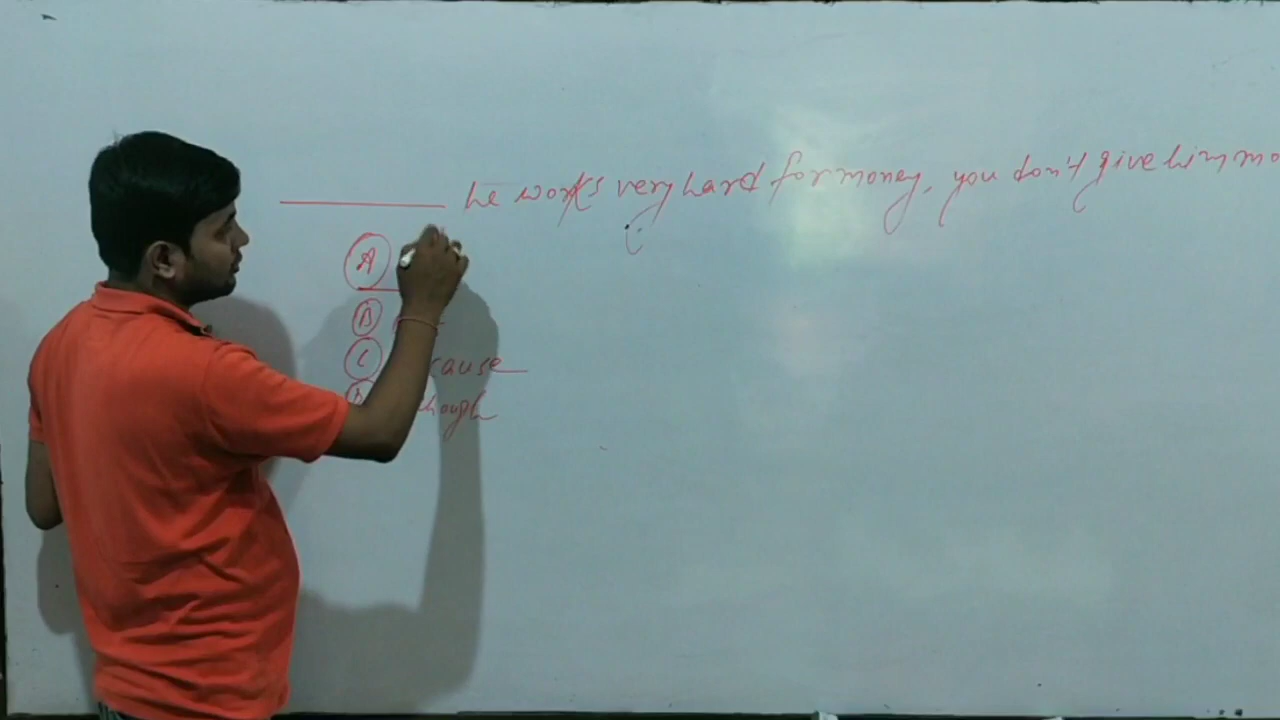 he works very hard for money, you don't give him mo
A
B
C cause
though